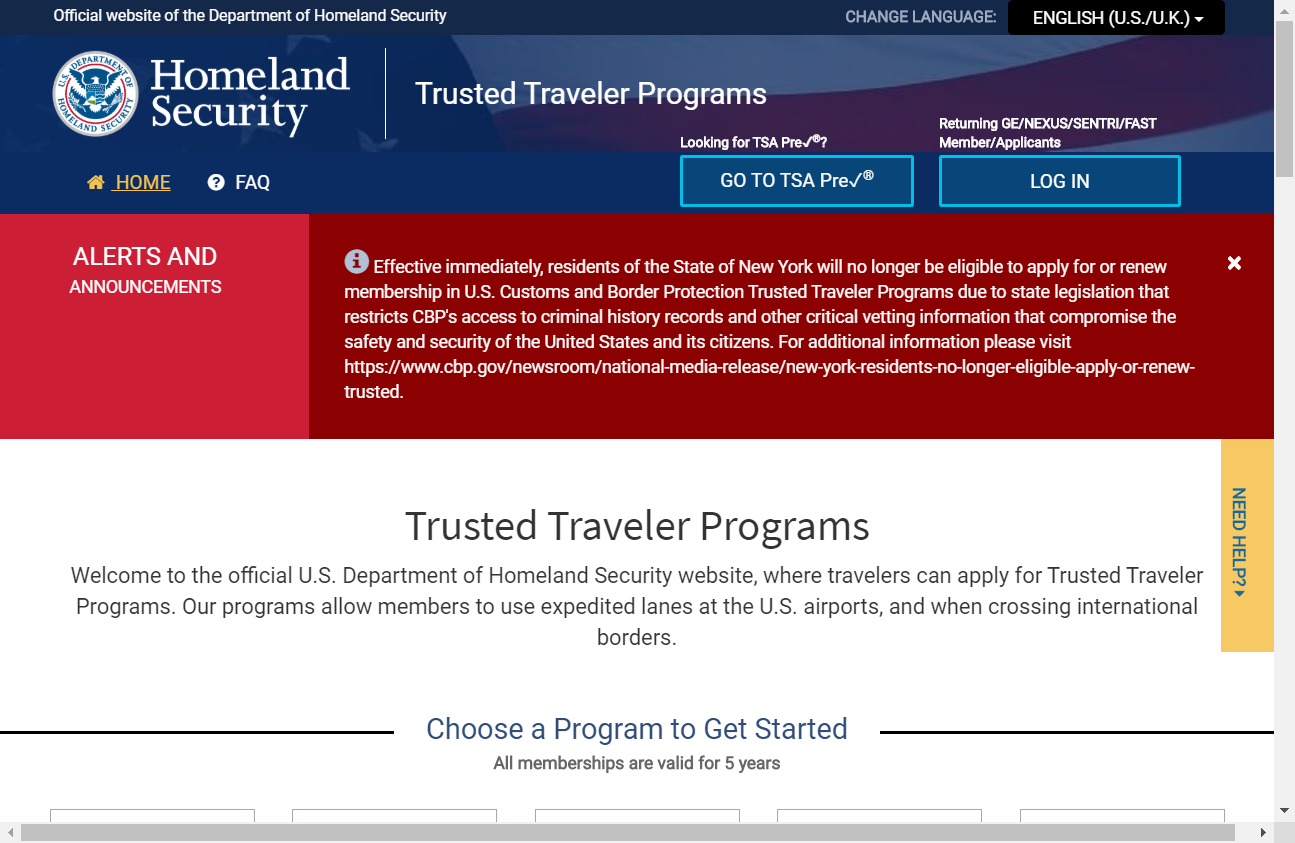 Official website of the Department of Homeland Security
CHANGE LANGUAGE: ENGLISH (U.S./U.K.)
U.S. DEPARTMENT OF HOMELAND SECURITY
Homeland
Security
Trusted Traveler Programs
HOME
FAQ
Looking for TSA Pre✓®?
GO TO TSA Pre✓®
Returning GE/NEXUS/SENTRI/FAST
Member/Applicants
LOG IN
ALERTS AND
ANNOUNCEMENTS
Effective immediately, residents of the State of New York will no longer be eligible to apply for or renew
membership in U.S. Customs and Border Protection Trusted Traveler Programs due to state legislation that
restricts CBP's access to criminal history records and other critical vetting information that compromise the
safety and security of the United States and its citizens. For additional information please visit
https://www.cbp.gov/newsroom/national-media-release/new-york-residents-no-longer-eligible-apply-or-renew-
trusted.
NEED HELP?
Trusted Traveler Programs
Welcome to the official U.S. Department of Homeland Security website, where travelers can apply for Trusted Traveler
Programs. Our programs allow members to use expedited lanes at the U.S. airports, and when crossing international
borders.
Choose a Program to Get Started
All memberships are valid for 5 years